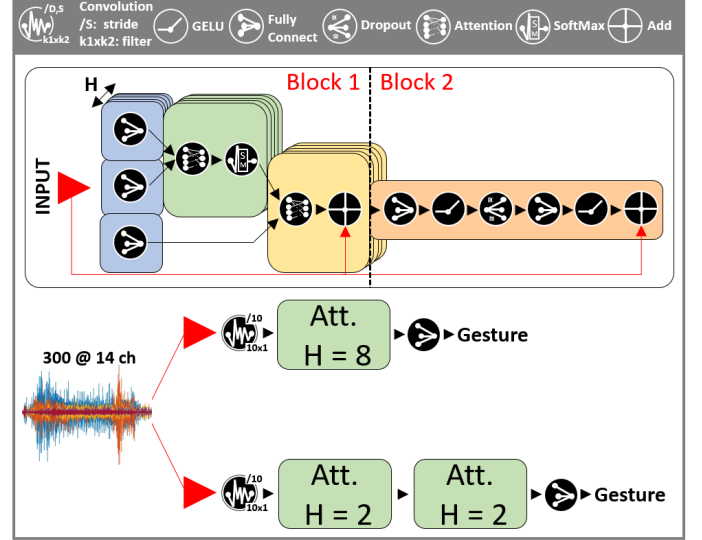 /D,S
k1xk2
Convolution
/S: stride
k1xk2: filter
GELU
Fully
Connect
Dropout
Attention
S
M
SoftMax
Add
H
Block 1
Block 2
INPUT
S
M
300 @ 14 ch
/10
10x1
Att.
H = 8
Gesture
/10
10x1
Att.
H = 2
Att.
H = 2
Gesture